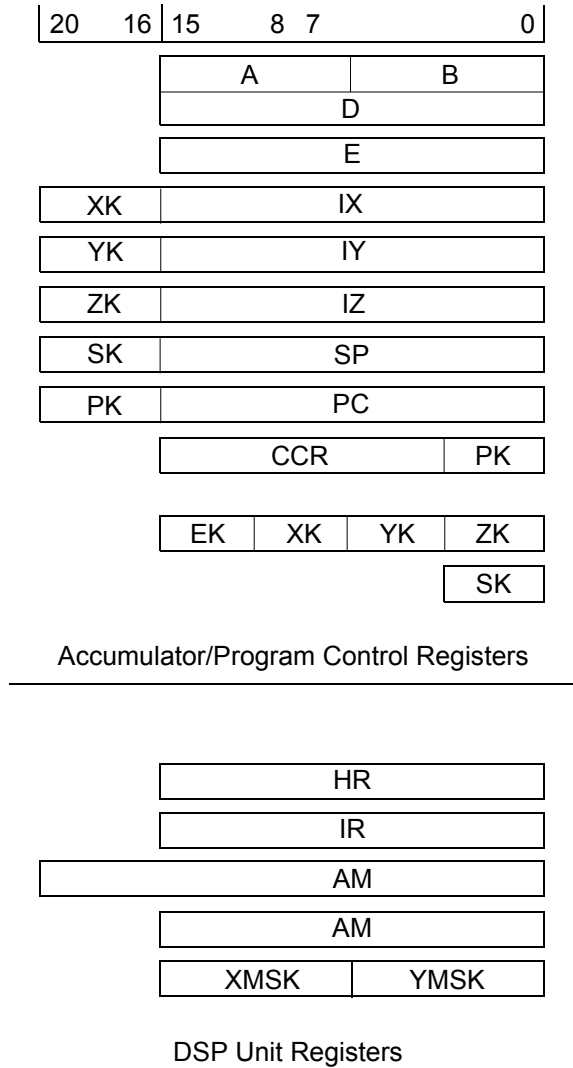 20 16 15 8 7 0
A B
D
E
XK IX
YK IY
ZK IZ
SK SP
PK PC
CCR PK
EK XK YK ZK
SK
Accumulator/Program Control Registers
HR
IR
AM
AM
XMSK YMSK
DSP Unit Registers